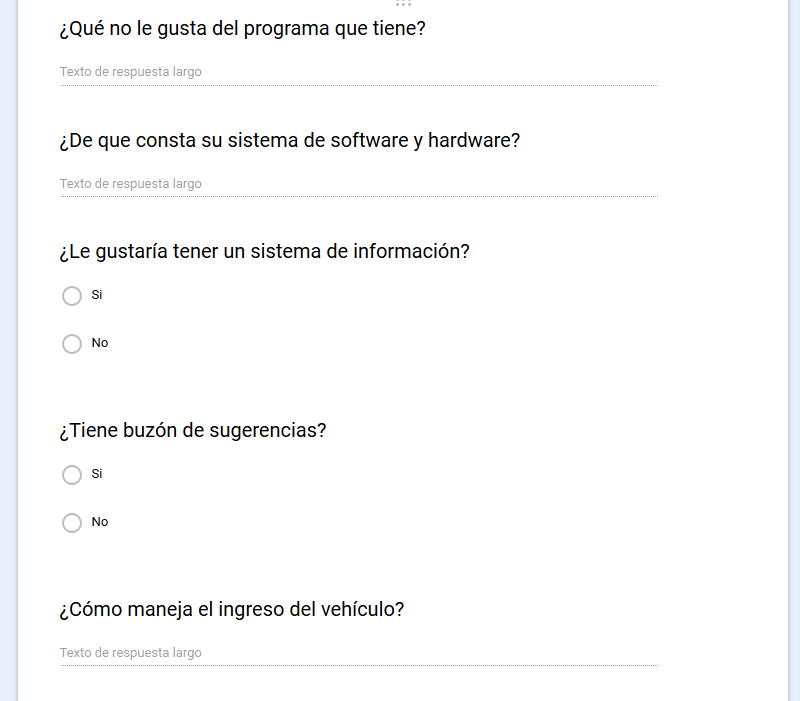 ¿Qué no le gusta del programa que tiene?
Texto de respuesta largo
¿De que consta su sistema de software y hardware?
Texto de respuesta largo
¿Le gustaría tener un sistema de información?
Si
No
¿Tiene buzón de sugerencias?
Si
No
¿Cómo maneja el ingreso del vehículo?
Texto de respuesta largo